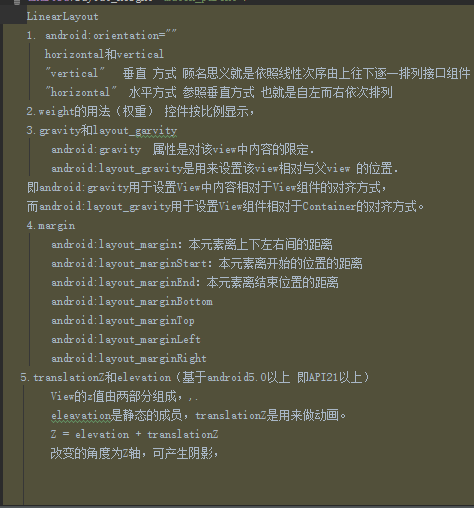 LinearLayout
1. android:orientation=""
horizontal和vertical
"vertical" 垂直 方式 顾名思义就是依照线性次序由上往下逐一排列接口组件
"horizontal" 水平方式 参照垂直方式 也就是自左而右依次排列
2.weight的用法（权重） 控件按比例显示,
3.gravity和layout_garvity
android:gravity 属性是对该view中内容的限定.
android:layout_gravity是用来设置该view相对与父view 的位置.
即android:gravity用于设置View中内容相对于View组件的对齐方式,
而android:layout_gravity用于设置View组件相对于Container的对齐方式。
4.margin
android:layout_margin: 本元素离上下左右间的距离
android:layout_marginStart: 本元素离开始的位置的距离
android:layout_marginEnd: 本元素离结束位置的距离
android:layout_marginBottom
android:layout_marginTop
android:layout_marginLeft
android:layout_marginRight
5.translationZ和elevation（基于android5.0以上 即API21以上）
View的z值由两部分组成,,.
eleavation是静态的成员, translationZ是用来做动画。
Z = elevation + translationZ
改变的角度为Z轴, 可产生阴影,